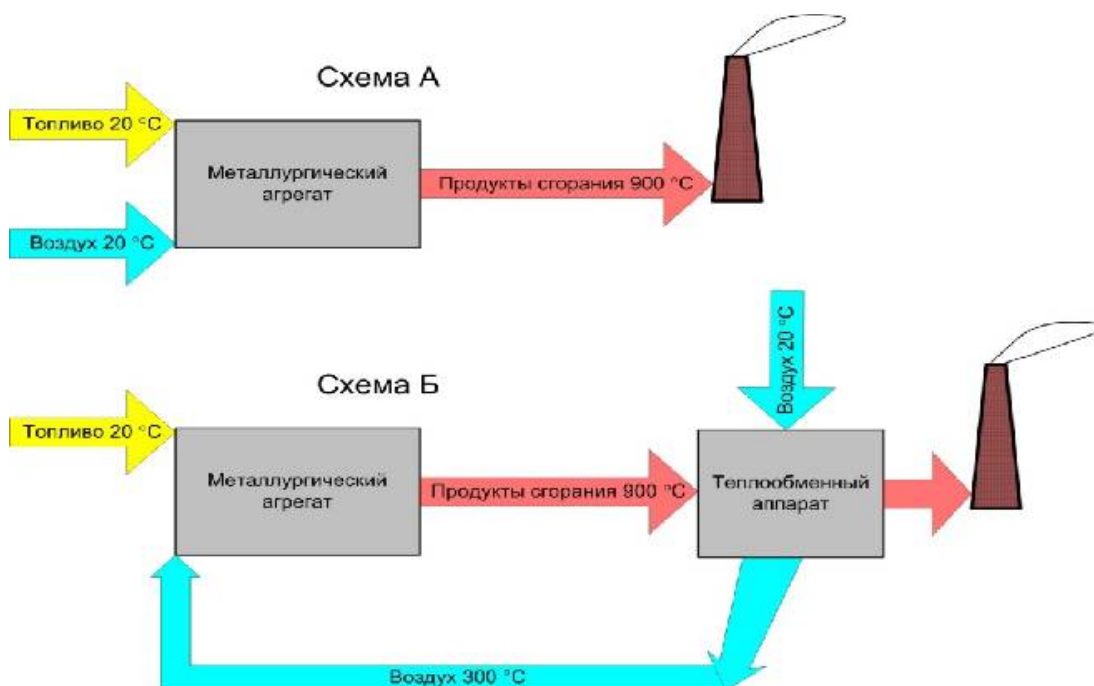 Схема А
Топливо 20 °C
Металлургический
агрегат
Продукты сгорания 900 °C
Воздух 20 °C
Схема Б
Воздух 20 °C
Топливо 20 °C
Металлургический
агрегат
Продукты сгорания 900 °C
Теплообменный
аппарат
Воздух 300 °C